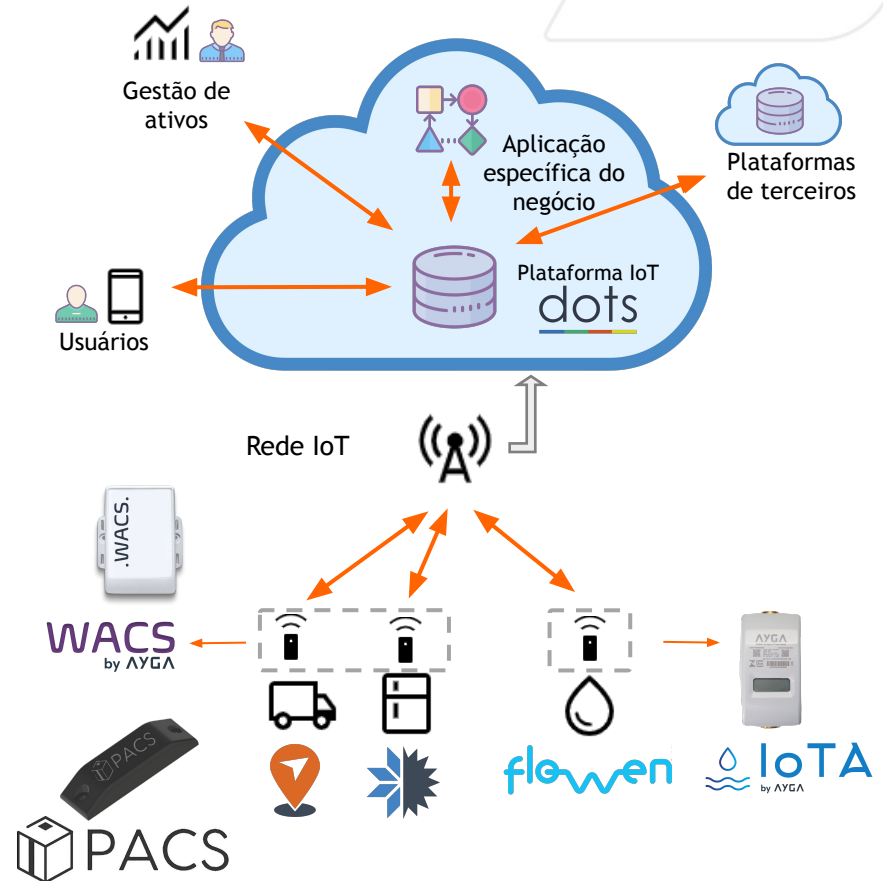 Gestão de
ativos
Aplicação
específica do
negócio
Plataformas
de terceiros
Plataforma IoT
dots
Usuários
Rede IoT
.WACS.
WACS
by AYGA
AYGA
PACS
PACS
flowen
IoTA
by AYGA